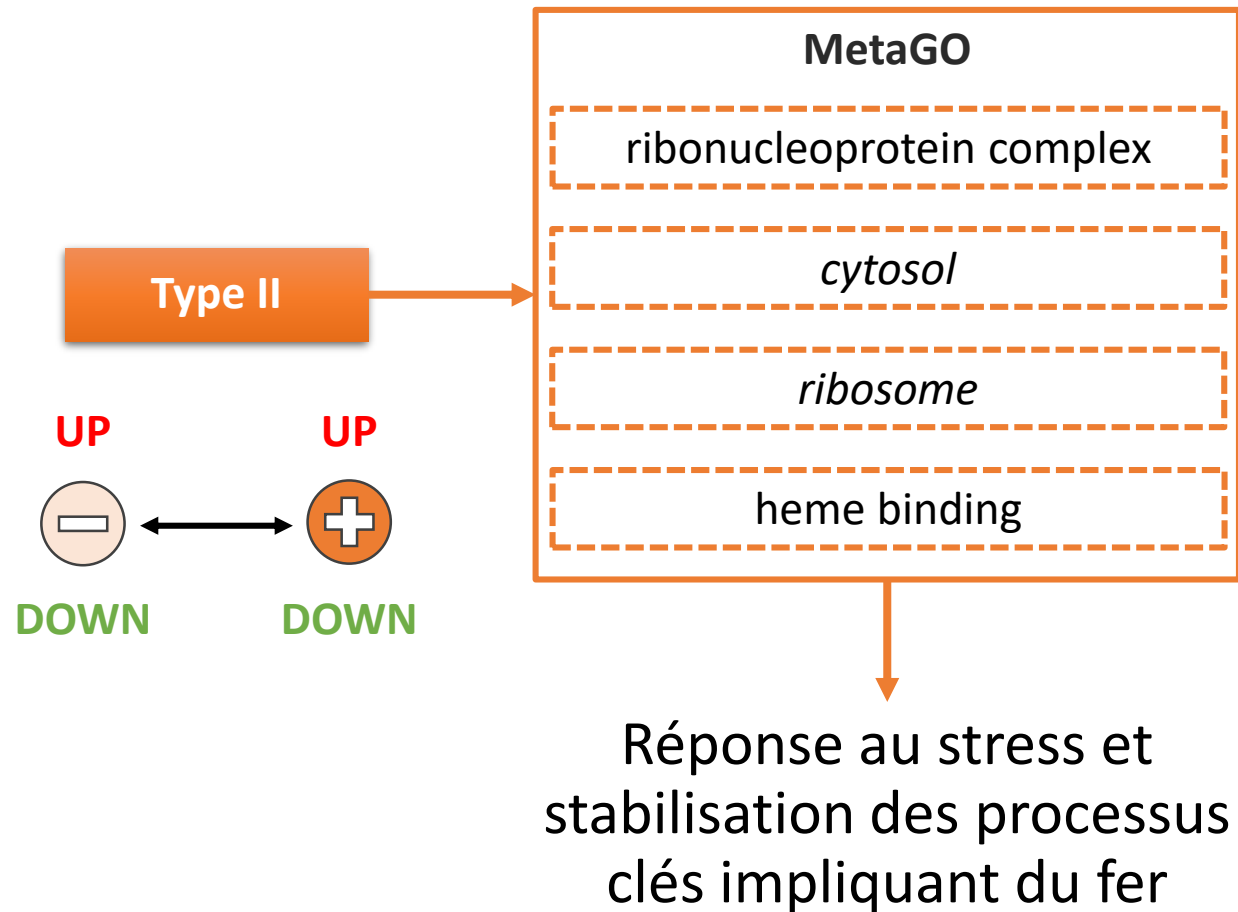 MetaGO
ribonucleoprotein complex
cytosol
ribosome
heme binding
Type II
UP UP
DOWN DOWN
Réponse au stress et
stabilisation des processus
clés impliquant du fer